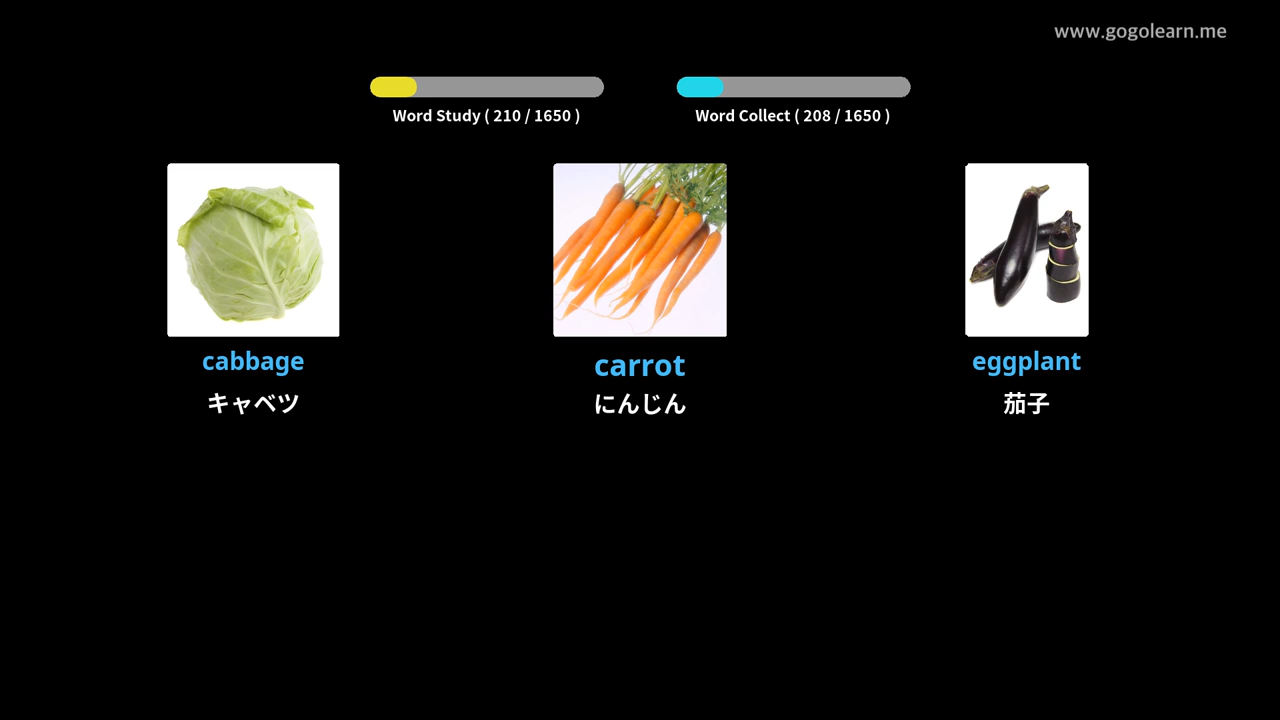 www.gogolearn.me
Word Study ( 210 / 1650 )
Word Collect ( 208 / 1650 )
cabbage
キャベツ
carrot
にんじん
eggplant
茄子